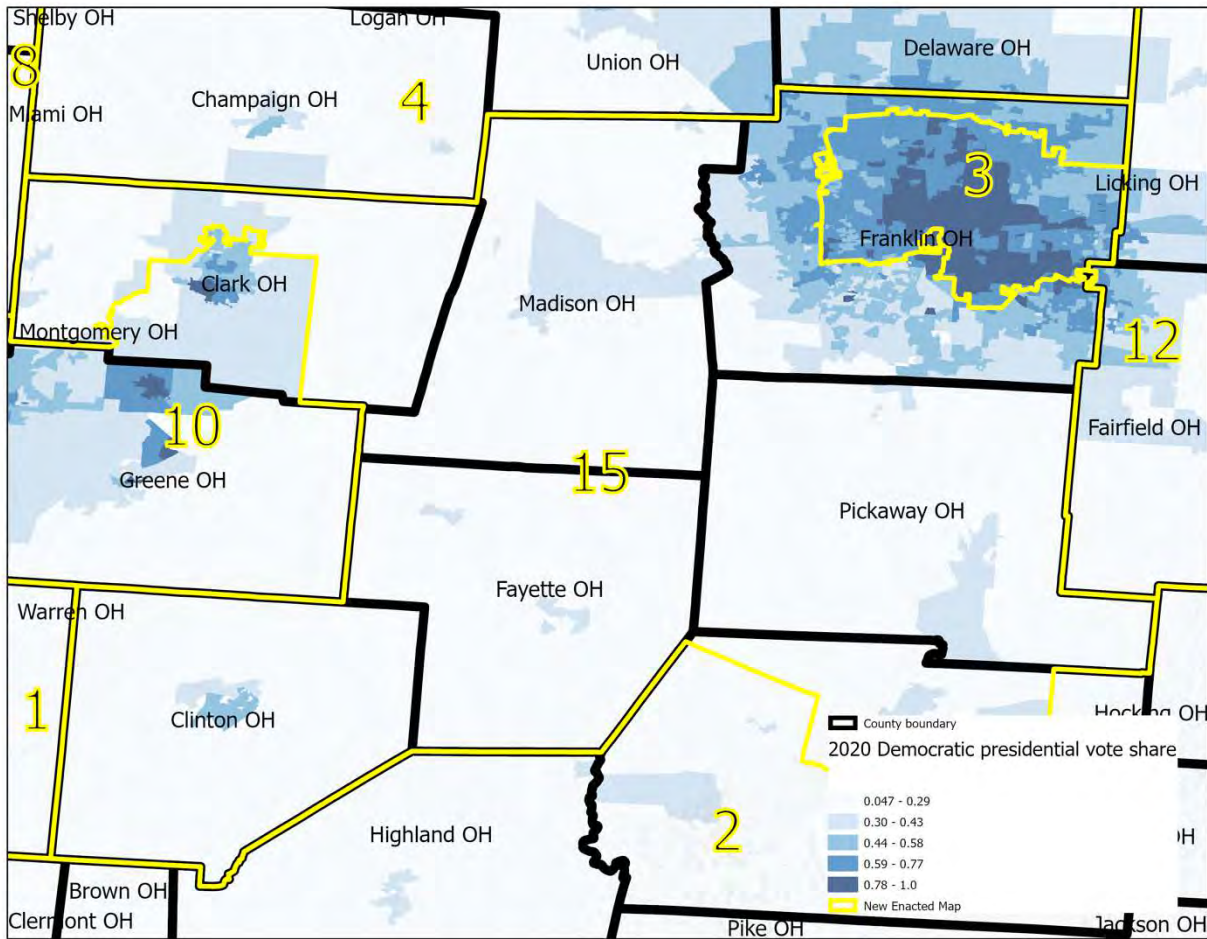 Shelby OH
Logan OH
Union OH
Delaware OH
8
4
Champaign OH
Miami OH
3
Licking OH
Franklin OH
Clark OH
Madison OH
Montgomery OH
12
10
Fairfield OH
Greene OH
15
Pickaway OH
Fayette OH
Warren OH
1
Clinton OH
Hocking OH
County boundary
2020 Democratic presidential vote share
0.047 - 0.29
0.30 - 0.43
0.44 - 0.58
0.59 - 0.77
0.78 - 1.0
New Enacted Map
2
Highland OH
OH
Brown OH
Clermont OH
Pike OH
Jackson OH